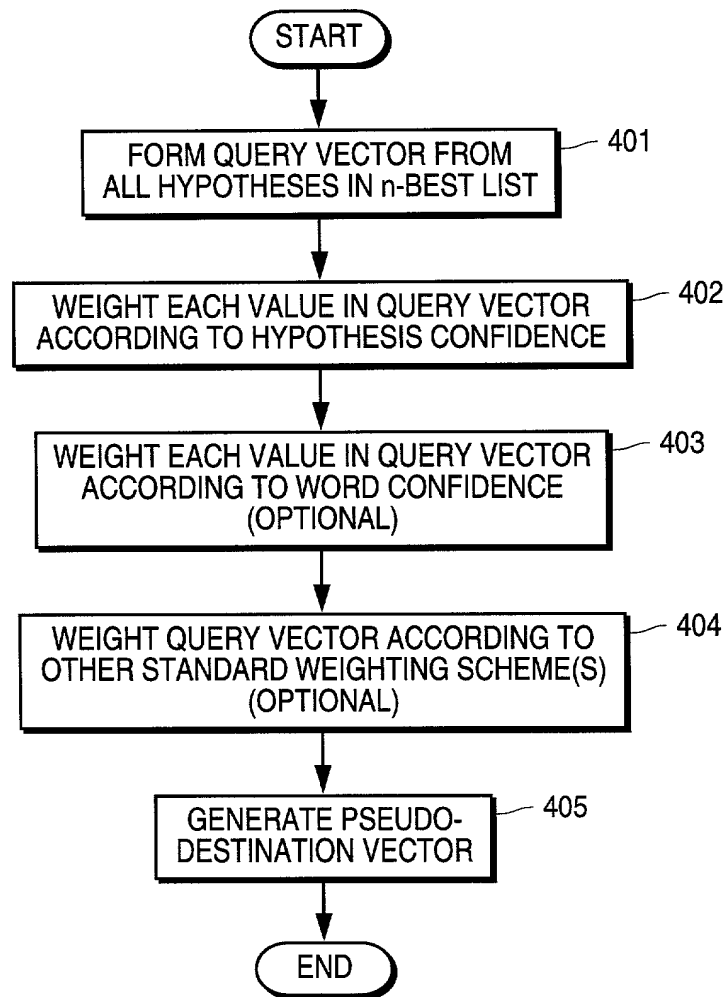 START
FORM QUERY VECTOR FROM
ALL HYPOTHESES IN n-BEST LIST
401
WEIGHT EACH VALUE IN QUERY VECTOR
ACCORDING TO HYPOTHESIS CONFIDENCE
402
WEIGHT EACH VALUE IN QUERY VECTOR
ACCORDING TO WORD CONFIDENCE
(OPTIONAL)
403
WEIGHT QUERY VECTOR ACCORDING TO
OTHER STANDARD WEIGHTING SCHEME(S)
(OPTIONAL)
404
GENERATE PSEUDO-
DESTINATION VECTOR
405
END